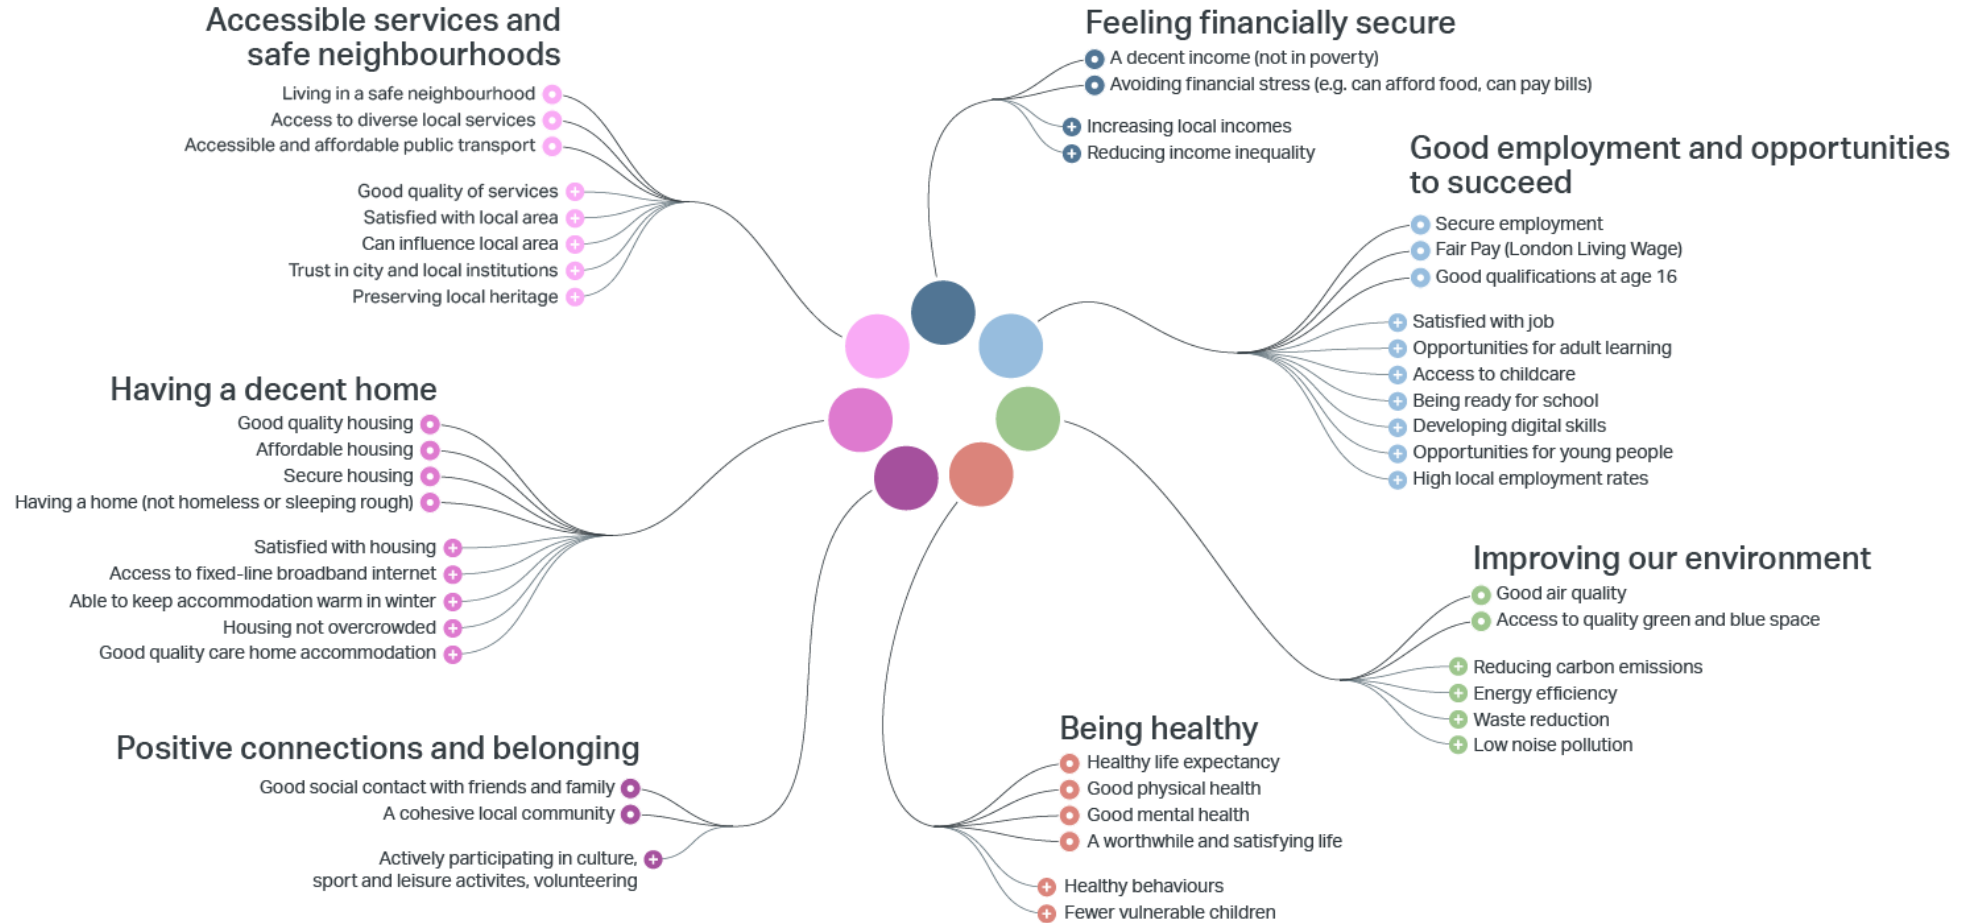 Accessible services and
safe neighbourhoods
Living in a safe neighbourhood
Access to diverse local services
Accessible and affordable public transport
Good quality of services
Satisfied with local area
Can influence local area
Trust in city and local institutions
Preserving local heritage
Feeling financially secure
A decent income (not in poverty)
Avoiding financial stress (e.g. can afford food, can pay bills)
Increasing local incomes
Reducing income inequality
Good employment and opportunities
to succeed
Secure employment
Fair Pay (London Living Wage)
Good qualifications at age 16
Satisfied with job
Opportunities for adult learning
Access to childcare
Being ready for school
Developing digital skills
Opportunities for young people
High local employment rates
Having a decent home
Good quality housing
Affordable housing
Secure housing
Having a home (not homeless or sleeping rough)
Satisfied with housing
Access to fixed-line broadband internet
Able to keep accommodation warm in winter
Housing not overcrowded
Good quality care home accommodation
Improving our environment
Good air quality
Access to quality green and blue space
Reducing carbon emissions
Energy efficiency
Waste reduction
Low noise pollution
Positive connections and belonging
Good social contact with friends and family
A cohesive local community
Actively participating in culture,
sport and leisure activites, volunteering
Being healthy
Healthy life expectancy
Good physical health
Good mental health
A worthwhile and satisfying life
Healthy behaviours
Fewer vulnerable children